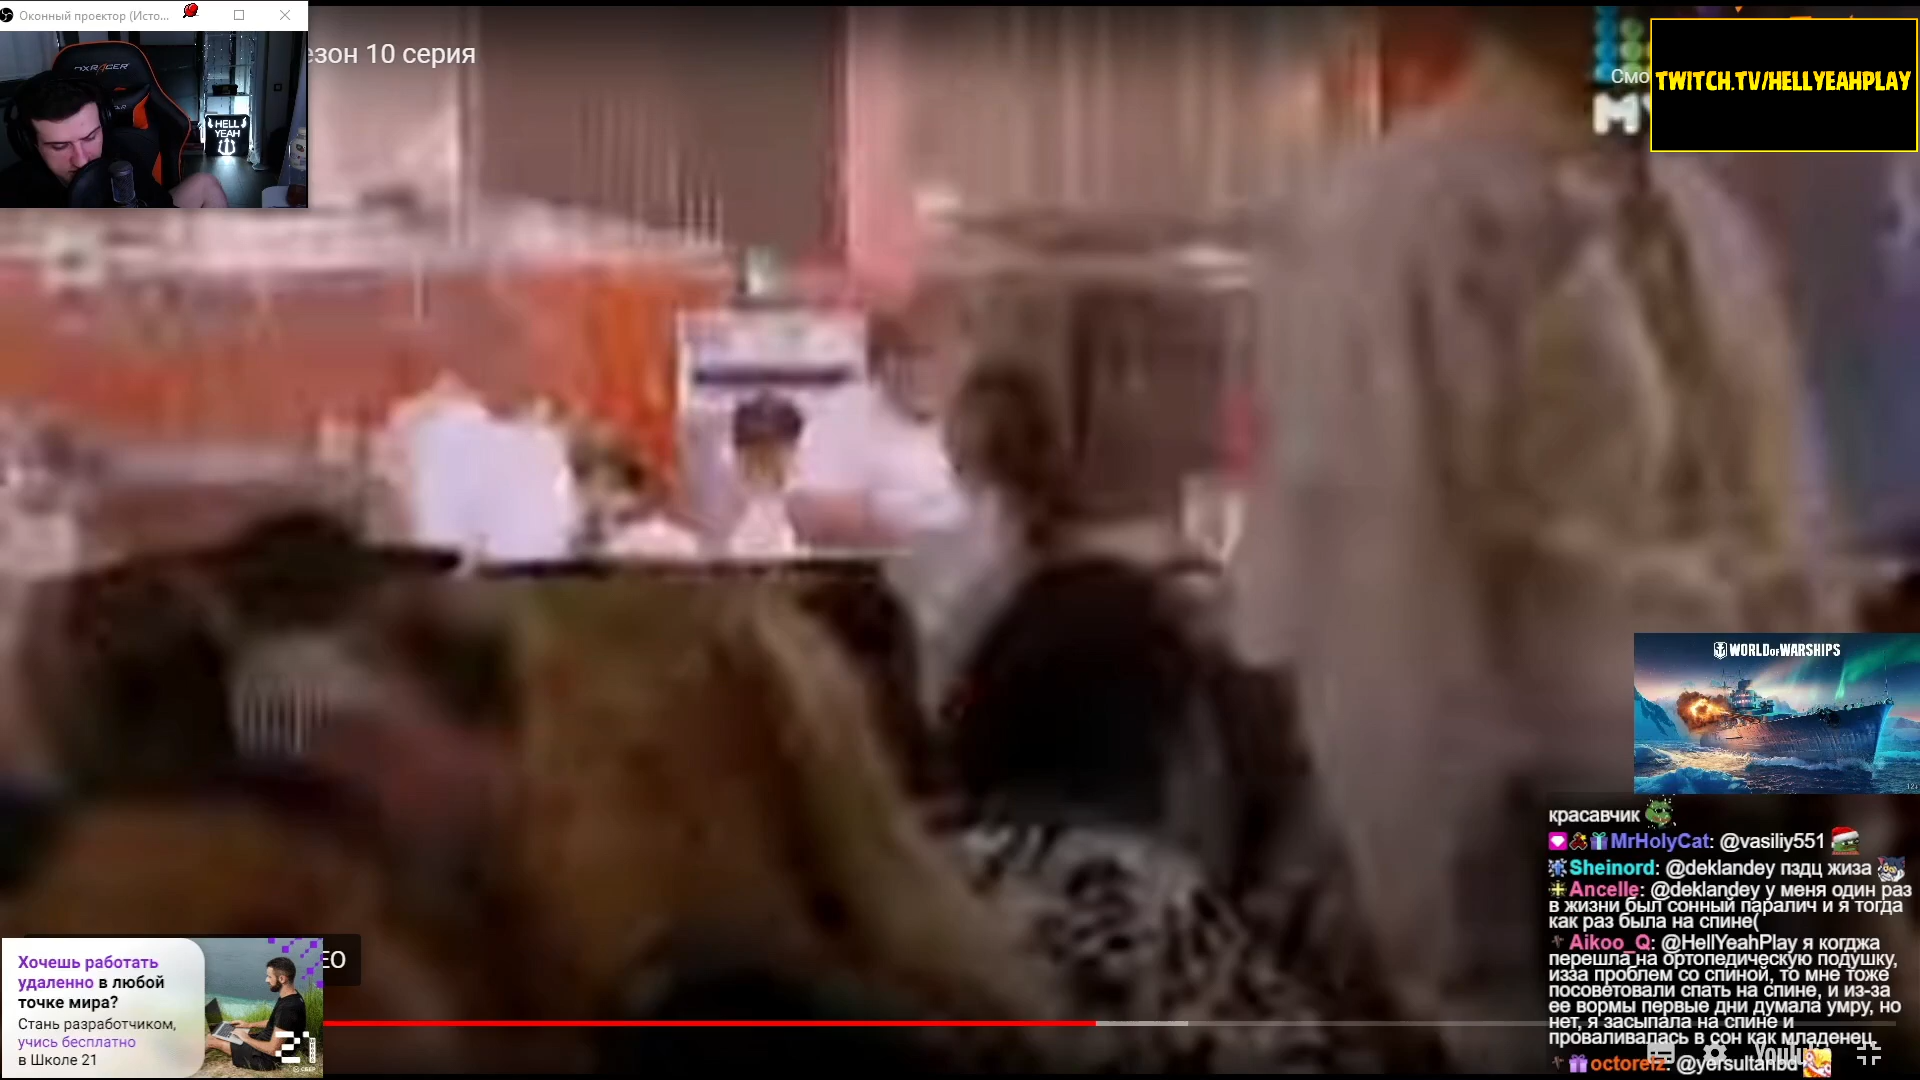 Оконный проектор (Исто...
DXRACER
HELL
YEAH
10 серия
TWITCH.TV/HELLYEAHPLAY
WORLD OF WARSHIPS
красавчик
MrHolyCat: @vasiliy551
Sheinord: @deklandey пздц жиза
Ancelle: @deklandey у меня один раз
в жизни был сонный паралич и я тогда
как раз была на спине(
Aikoo_Q: @HellYeahPlay я когджа
перешла на ортопедическую подушку,
изза проблем со спиной, то мне тоже
посоветовали спать на спине, и из-за
ее вормы первые дни думала умру, но
нет, я засыпала на спине и
проваливалась в сон как младенец
octorelz: @yersultanbd
Хочешь работать
удаленно в любой
точке мира?
Стань разработчиком,
учись бесплатно
в Школе 21
21